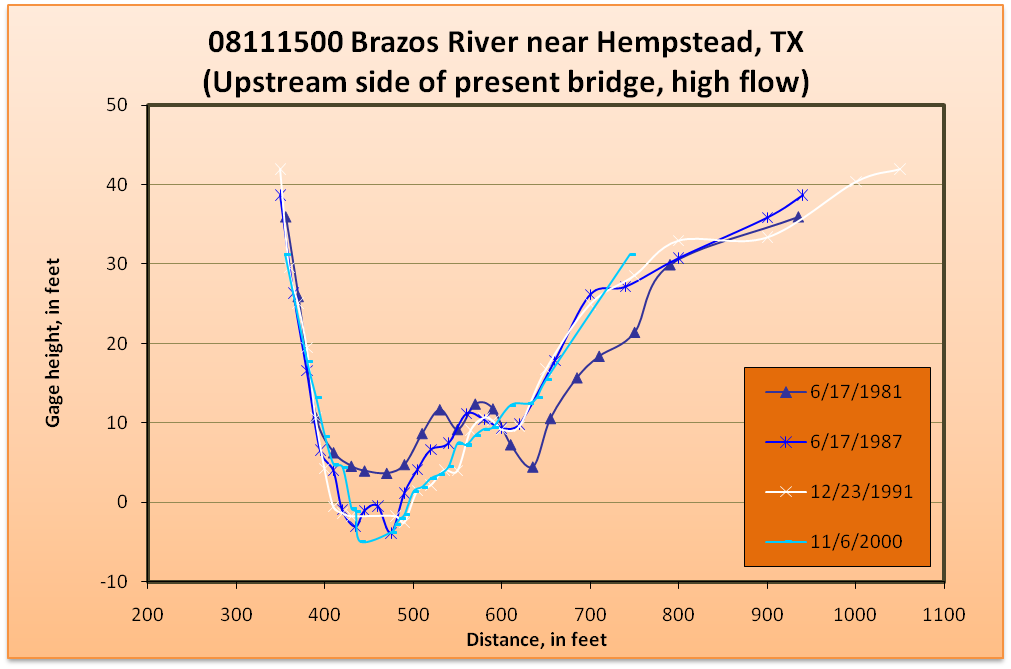 08111500 Brazos River near Hempstead, TX
(Upstream side of present bridge, high flow)
50
40
30
20
10
0
-10
Gage height, in feet
6/17/1981
6/17/1987
12/23/1991
11/6/2000
200 300 400 500 600 700 800 900 1000 1100
Distance, in feet